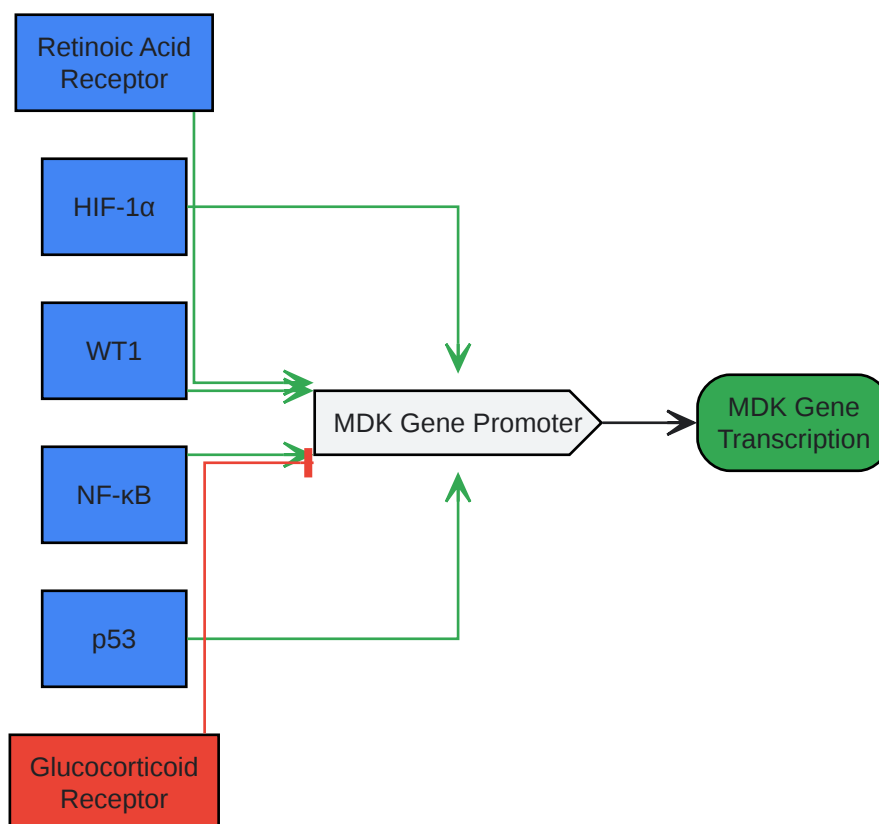 Retinoic Acid
Receptor
HIF-1α
WT1
MDK Gene Promoter
MDK Gene
Transcription
NF-κB
p53
Glucocorticoid
Receptor